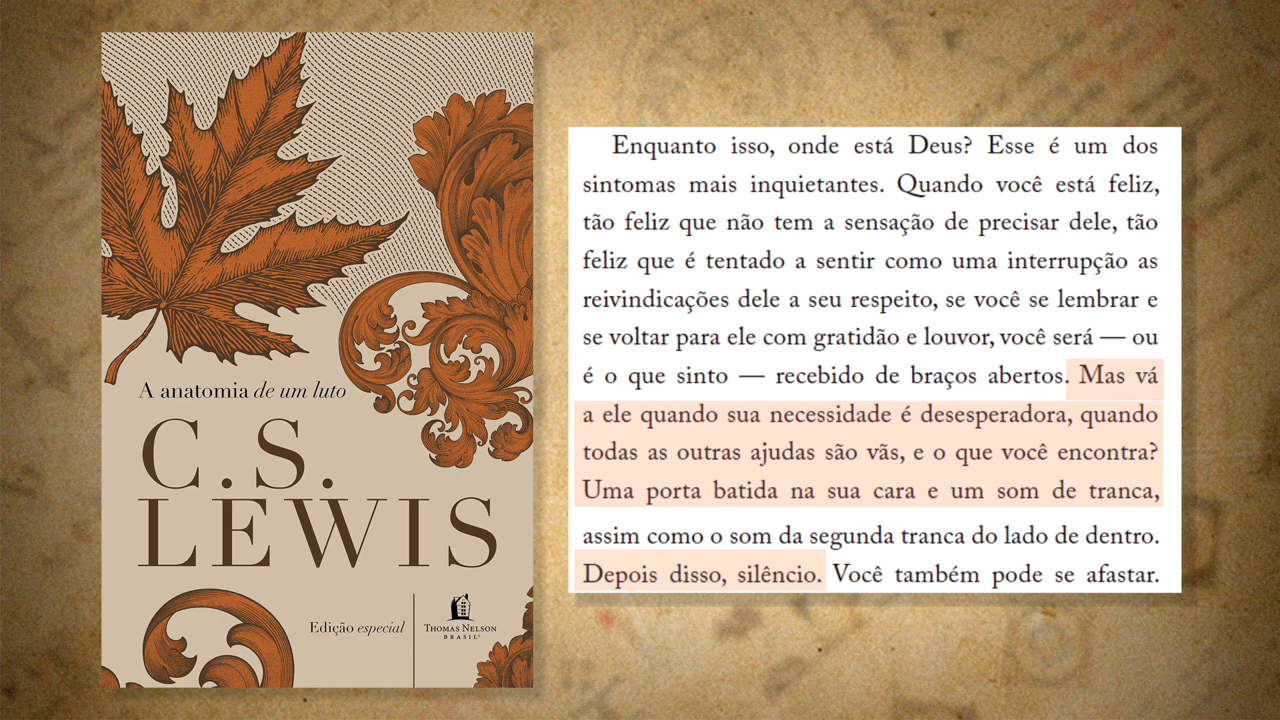 A anatomia de um luto
C.S.
LEWIS
Edição especial
THOMAS NELSON
BRASIL
Enquanto isso, onde está Deus? Esse é um dos
sintomas mais inquietantes. Quando você está feliz,
tão feliz que não tem a sensação de precisar dele, tão
feliz que é tentado a sentir como uma interrupção as
reivindicações dele a seu respeito, se você se lembrar e
se voltar para ele com gratidão e louvor, você será — ou
é o que sinto — recebido de braços abertos. Mas vá
a ele quando sua necessidade é desesperadora, quando
todas as outras ajudas são vãs, e o que você encontra?
Uma porta batida na sua cara e um som de tranca,
assim como o som da segunda tranca do lado de dentro.
Depois disso, silêncio. Você também pode se afastar.